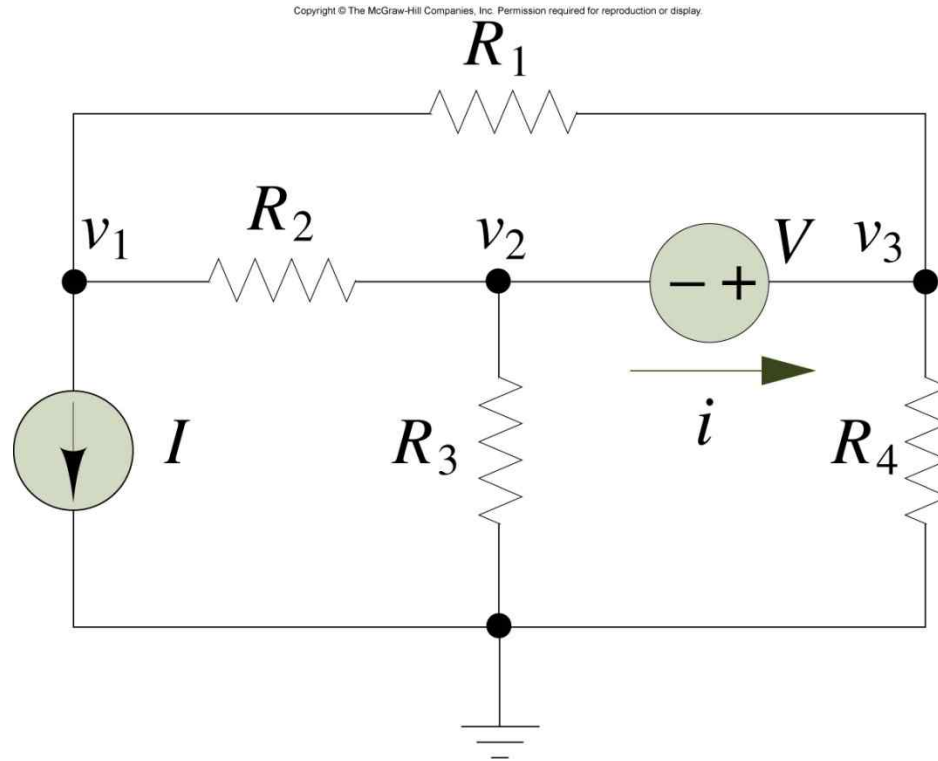 Copyright © The McGraw-Hill Companies, Inc. Permission required for reproduction or display.
R₁
v₁ R₂ v₂ V v₃
− +
i
I R₃ R₄